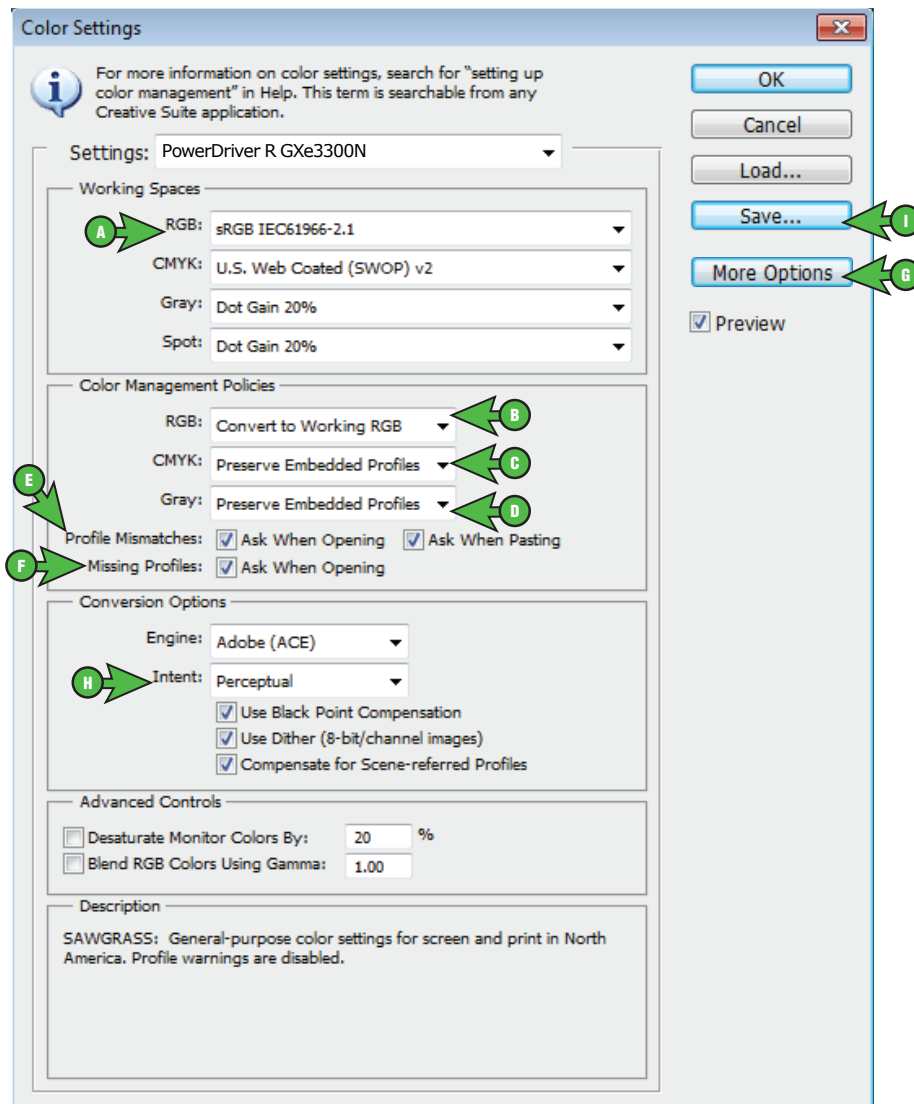 Color Settings
For more information on color settings, search for "setting up
color management" in Help. This term is searchable from any
Creative Suite application.
OK
Cancel
Load...
Save...
I
More Options
G
Preview
Settings: PowerDriver R GXe3300N
Working Spaces
A
RGB: sRGB IEC61966-2.1
CMYK: U.S. Web Coated (SWOP) v2
Gray: Dot Gain 20%
Spot: Dot Gain 20%
Color Management Policies
RGB: Convert to Working RGB
B
CMYK: Preserve Embedded Profiles
C
Gray: Preserve Embedded Profiles
D
E
Profile Mismatches: Ask When Opening Ask When Pasting
F
Missing Profiles: Ask When Opening
Conversion Options
Engine: Adobe (ACE)
H
Intent: Perceptual
Use Black Point Compensation
Use Dither (8-bit/channel images)
Compensate for Scene-referred Profiles
Advanced Controls
Desaturate Monitor Colors By: 20 %
Blend RGB Colors Using Gamma: 1.00
Description
SAWGRASS: General-purpose color settings for screen and print in North
America. Profile warnings are disabled.